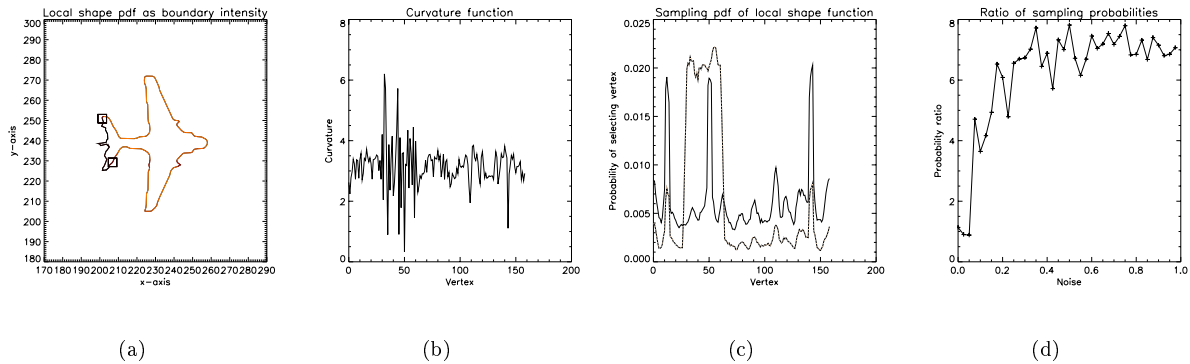 Local shape pdf as boundary intensity
300
290
280
270
260
250
240
230
220
210
200
190
180
y-axis
170 180 190 200 210 220 230 240 250 260 270 280 290
x-axis
(a)
Curvature function
8
6
4
2
0
Curvature
0 50 100 150 200
Vertex
(b)
Sampling pdf of local shape function
0.025
0.020
0.015
0.010
0.005
0.000
Probability of selecting vertex
0 50 100 150 200
Vertex
(c)
Ratio of sampling probabilities
8
6
4
2
0
Probability ratio
0.0 0.2 0.4 0.6 0.8 1.0
Noise
(d)